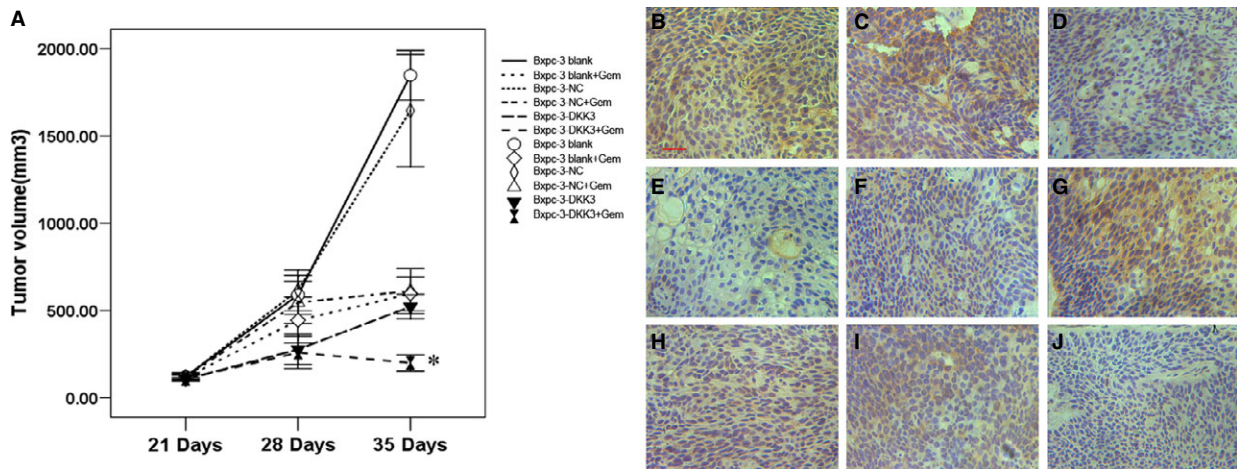 A
Tumor volume(mm3)
2000.00
1500.00
1000.00
500.00
0.00
21 Days
28 Days
35 Days
*
Bxpc-3 blank
Bxpc-3 blank+Gem
Bxpc-3-NC
Bxpc-3-NC+Gem
Bxpc-3-DKK3
Bxpc-3-DKK3+Gem
Bxpc-3 blank
Bxpc-3 blank+Gem
Bxpc-3-NC
Bxpc-3-NC+Gem
Bxpc-3-DKK3
Bxpc-3-DKK3+Gem
B
C
D
E
F
G
H
I
J